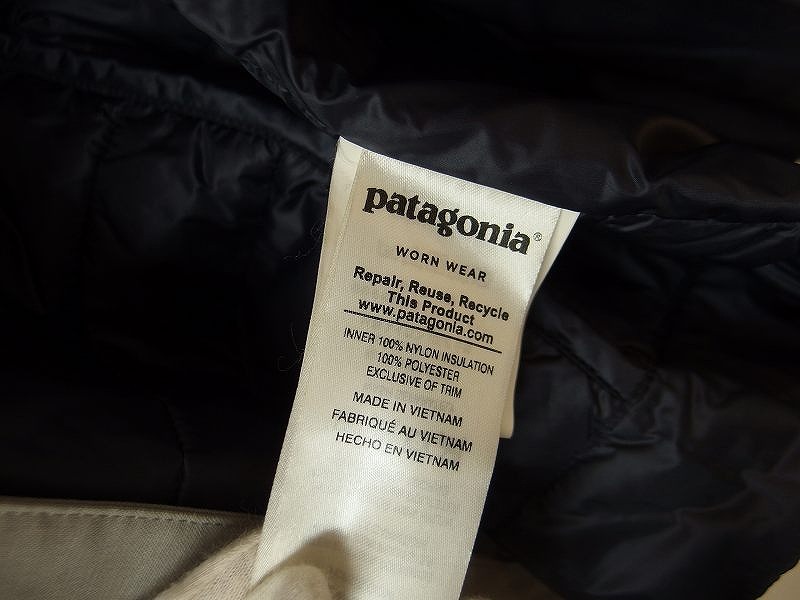 patagonia®
WORN WEAR
Repair, Reuse, Recycle
This Product
www.patagonia.com
INNER 100% NYLON INSULATION
100% POLYESTER
EXCLUSIVE OF TRIM
MADE IN VIETNAM
FABRIQUÉ AU VIETNAM
HECHO EN VIETNAM